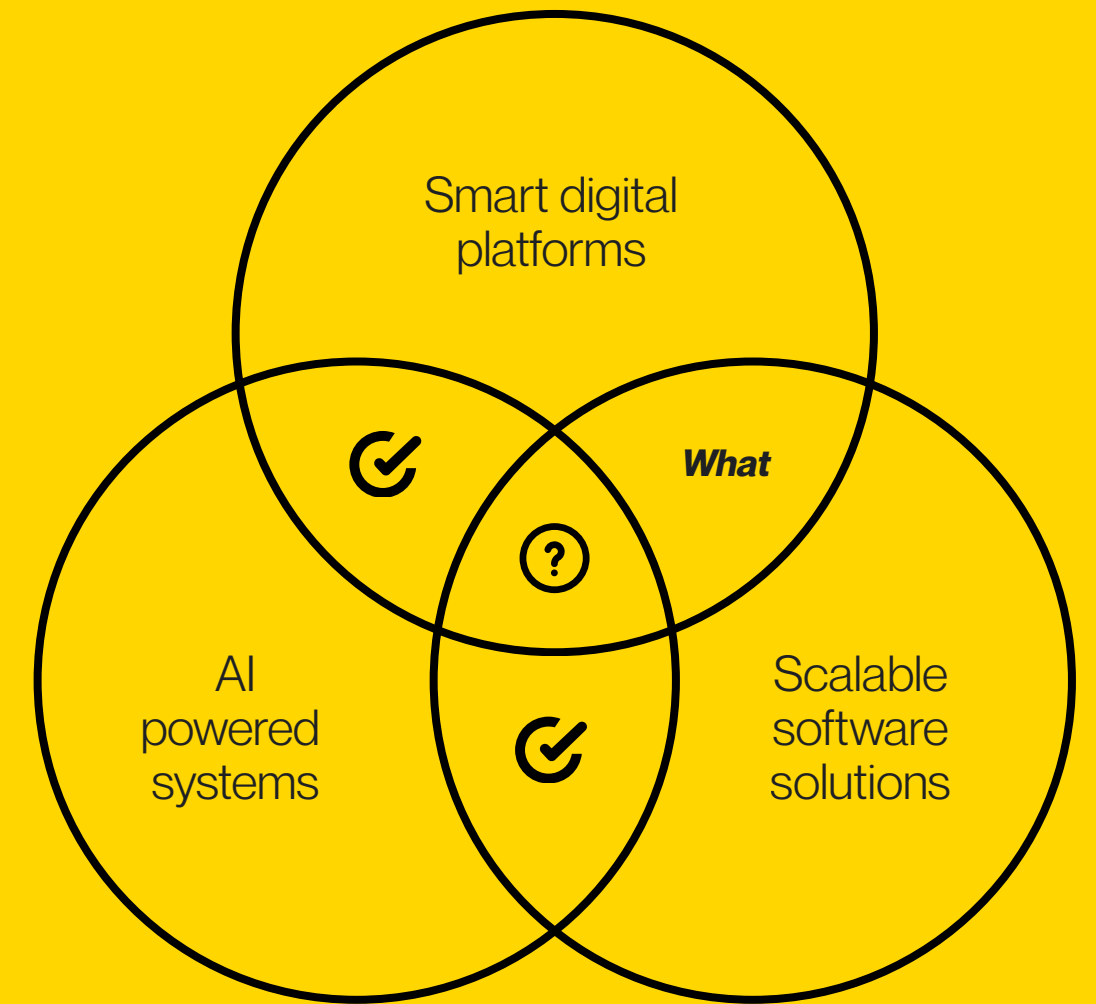 Smart digital
platforms
What
?
AI
powered
systems
Scalable
software
solutions